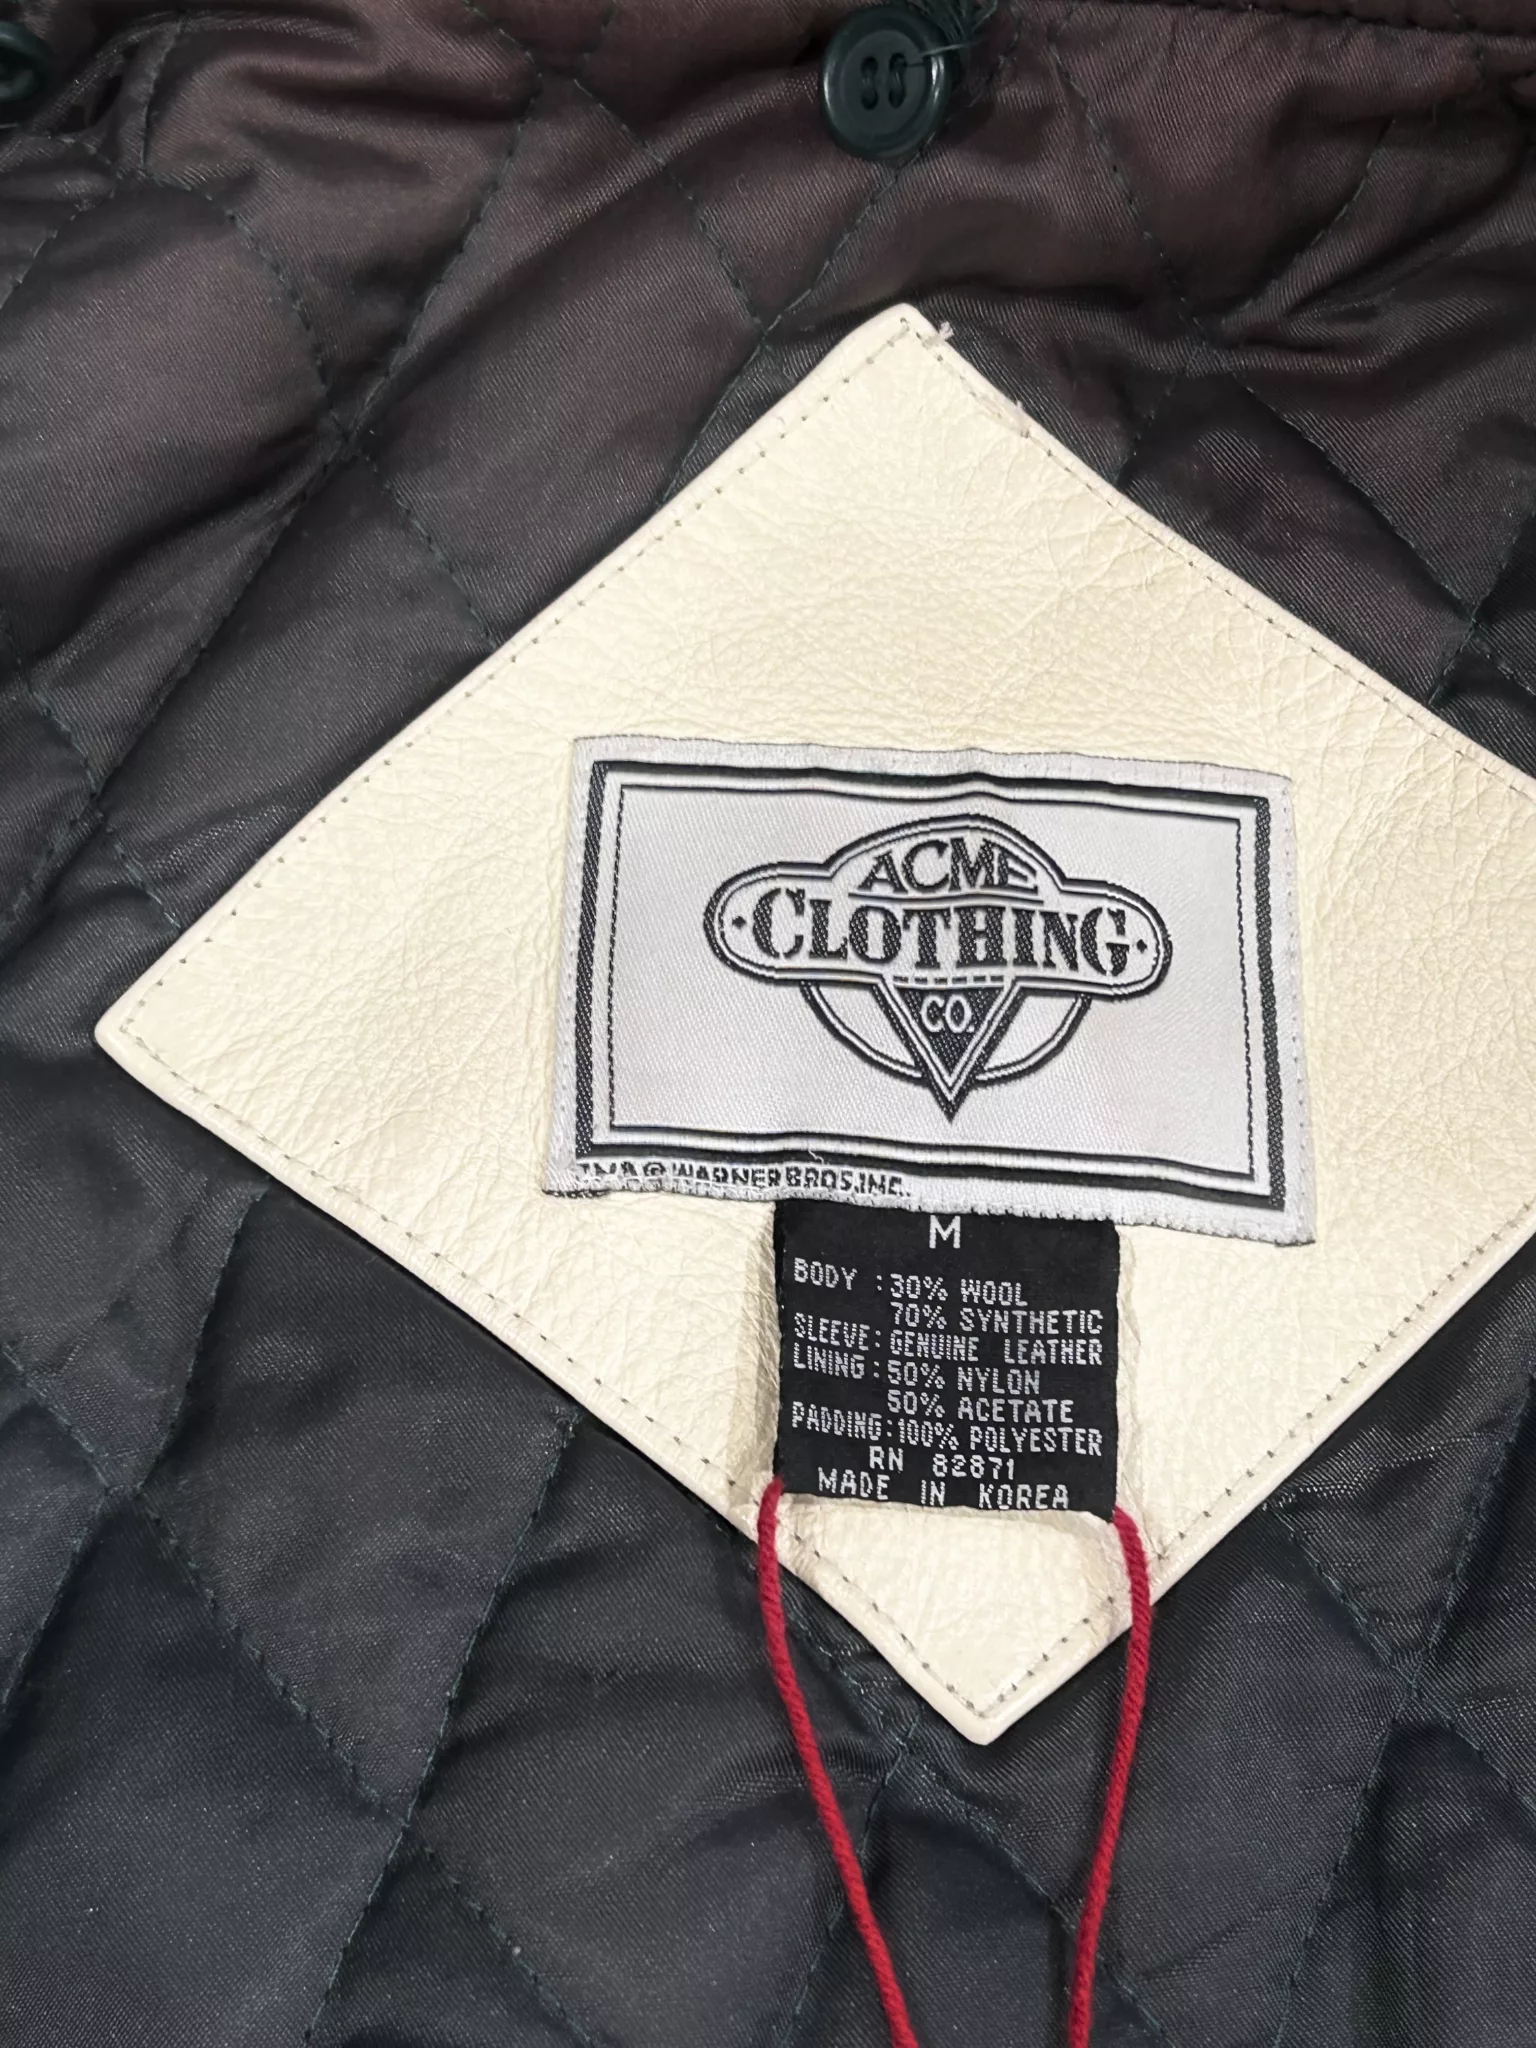 ACME
CLOTHING
CO.
TM & © WARNER BROS., INC.
M
BODY : 30% WOOL
70% SYNTHETIC
SLEEVE: GENUINE LEATHER
LINING : 50% NYLON
50% ACETATE
PADDING: 100% POLYESTER
RN 82871
MADE IN KOREA